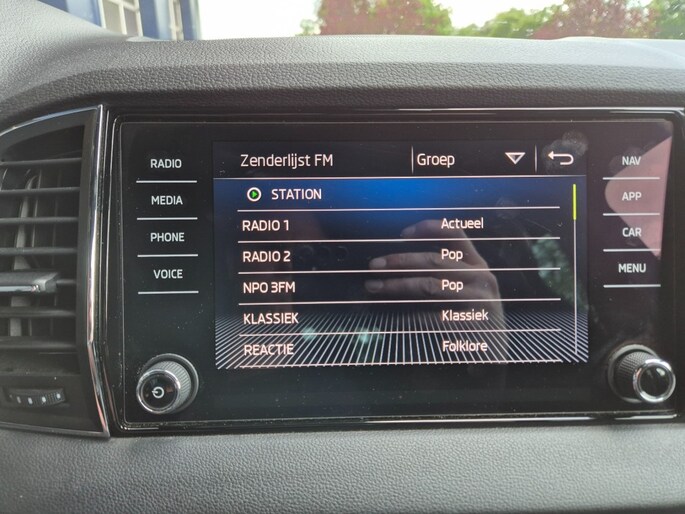 RADIO
MEDIA
PHONE
VOICE
Zenderlijst FM Groep
STATION
RADIO 1 Actueel
RADIO 2 Pop
NPO 3FM Pop
KLASSIEK Klassiek
REACTIE Folklore
NAV
APP
CAR
MENU